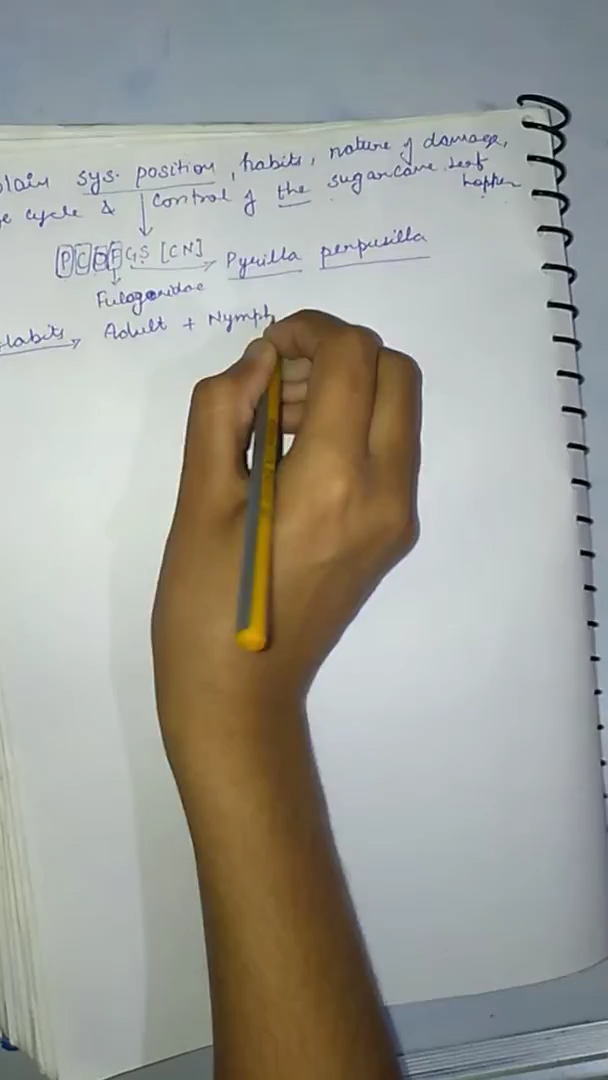 plain sys. position, habits, nature of damage,
cycle & control of the sugarcane leaf
hopper
PCOFGS [CN] → Pyrilla perpusilla
Fulgoridae
Habits → Adult + Nymph